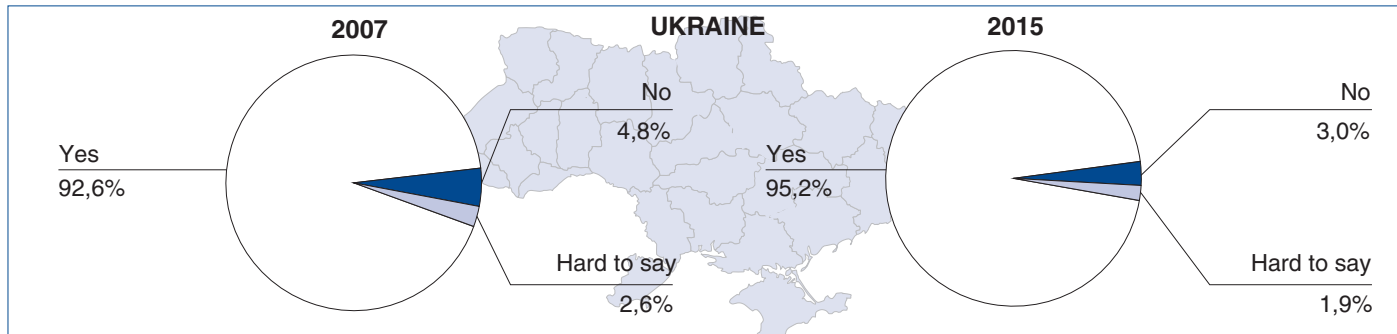 UKRAINE
2007
Yes
92,6%
No
4,8%
Hard to say
2,6%
2015
Yes
95,2%
No
3,0%
Hard to say
1,9%